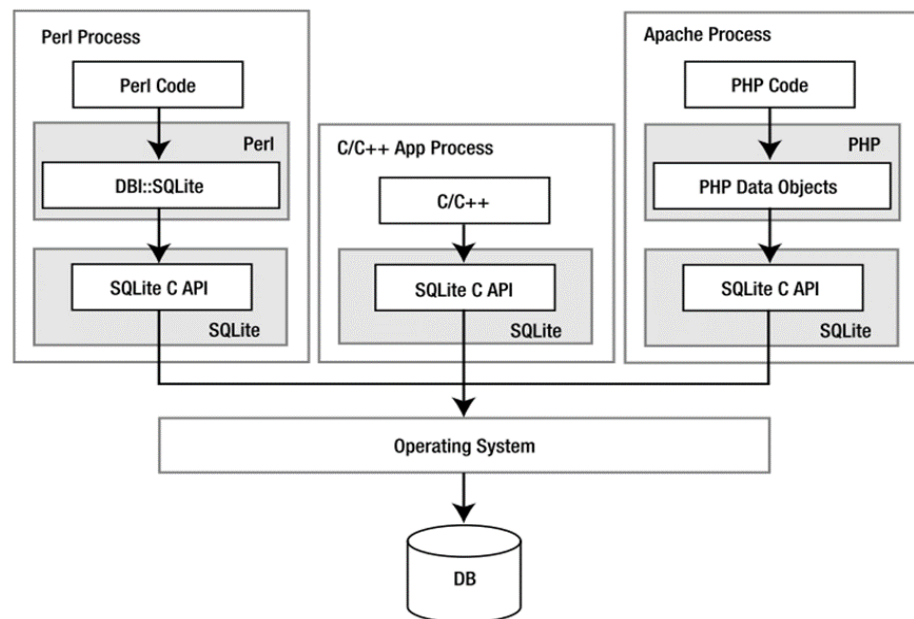 Perl Process
Perl Code
Perl
DBI::SQLite
SQLite C API
SQLite
C/C++ App Process
C/C++
SQLite C API
SQLite
Apache Process
PHP Code
PHP
PHP Data Objects
SQLite C API
SQLite
Operating System
DB